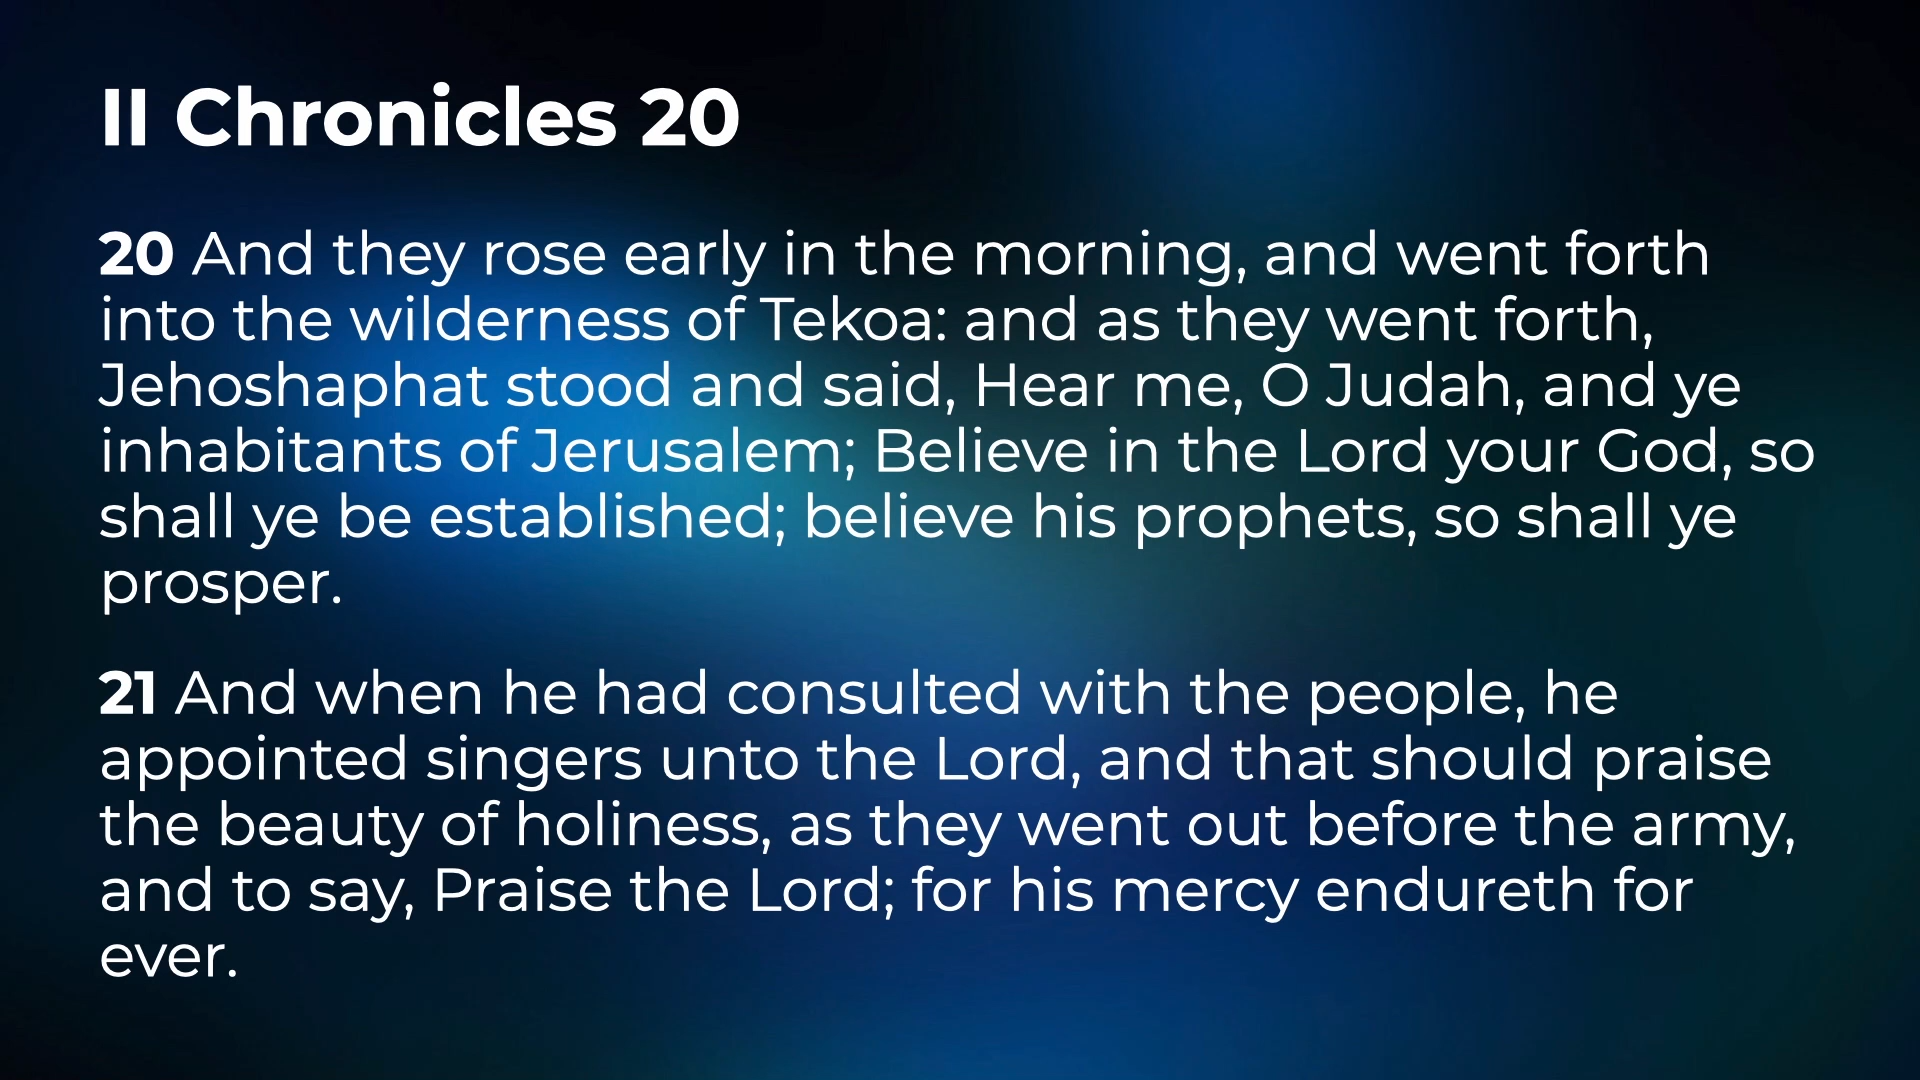 II Chronicles 20
20 And they rose early in the morning, and went forth
into the wilderness of Tekoa: and as they went forth,
Jehoshaphat stood and said, Hear me, O Judah, and ye
inhabitants of Jerusalem; Believe in the Lord your God, so
shall ye be established; believe his prophets, so shall ye
prosper.
21 And when he had consulted with the people, he
appointed singers unto the Lord, and that should praise
the beauty of holiness, as they went out before the army,
and to say, Praise the Lord; for his mercy endureth for
ever.